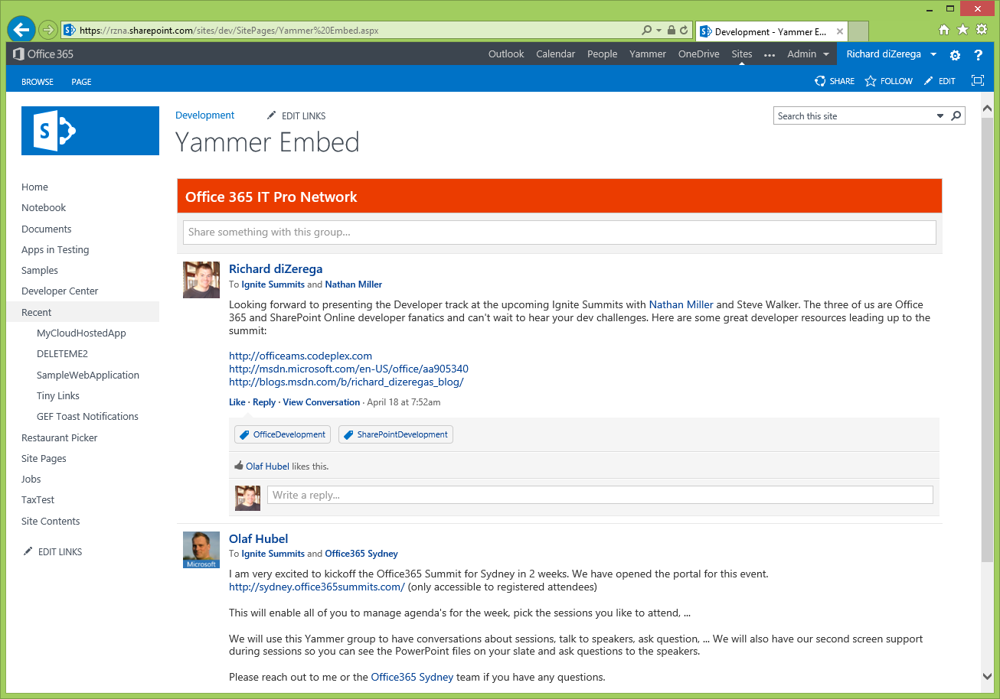 https://rzna.sharepoint.com/sites/dev/SitePages/Yammer%20Embed.aspx
Development - Yammer E...
Office 365
Outlook Calendar People Yammer OneDrive Sites ••• Admin Richard diZerega ?
BROWSE PAGE
SHARE FOLLOW EDIT
S
Development EDIT LINKS
Search this site
Yammer Embed
Home
Notebook
Documents
Apps in Testing
Samples
Developer Center
Recent
MyCloudHostedApp
DELETEME2
SampleWebApplication
Tiny Links
GEF Toast Notifications
Restaurant Picker
Site Pages
Jobs
TaxTest
Site Contents
EDIT LINKS
Office 365 IT Pro Network
Share something with this group...
Richard diZerega
To Ignite Summits and Nathan Miller
Looking forward to presenting the Developer track at the upcoming Ignite Summits with Nathan Miller and Steve Walker. The three of us are Office
365 and SharePoint Online developer fanatics and can't wait to hear your dev challenges. Here are some great developer resources leading up to the
summit:
http://officeams.codeplex.com
http://msdn.microsoft.com/en-US/office/aa905340
http://blogs.msdn.com/b/richard_dizeregas_blog/
Like · Reply · View Conversation · April 18 at 7:52am
OfficeDevelopment SharePointDevelopment
Olaf Hubel likes this.
Write a reply...
Olaf Hubel
To Ignite Summits and Office365 Sydney
Microsoft
I am very excited to kickoff the Office365 Summit for Sydney in 2 weeks. We have opened the portal for this event.
http://sydney.office365summits.com/ (only accessible to registered attendees)
This will enable all of you to manage agenda's for the week, pick the sessions you like to attend, ...
We will use this Yammer group to have conversations about sessions, talk to speakers, ask question, ... We will also have our second screen support
during sessions so you can see the PowerPoint files on your slate and ask questions to the speakers.
Please reach out to me or the Office365 Sydney team if you have any questions.